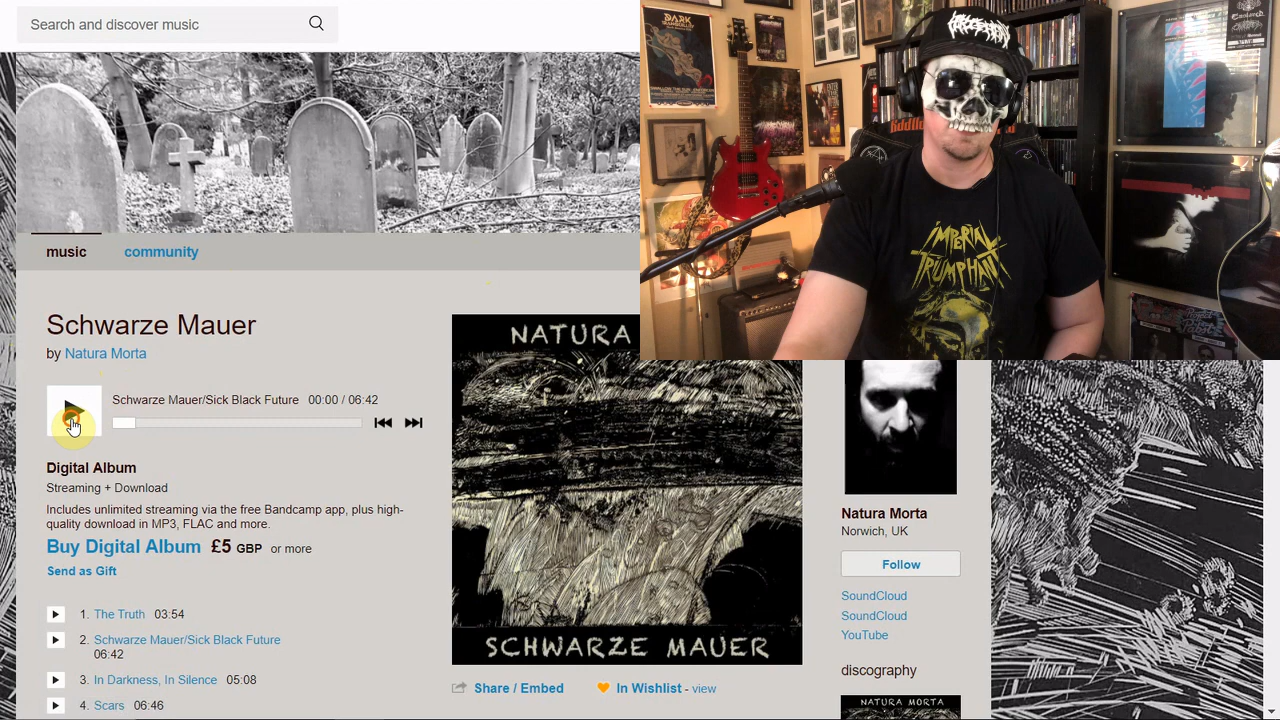 Search and discover music
DARK
TRANQUILLITY
IMPERIAL
TRIUMPHANT
music
community
Schwarze Mauer
by Natura Morta
Schwarze Mauer/Sick Black Future 00:00 / 06:42
Digital Album
Streaming + Download
Includes unlimited streaming via the free Bandcamp app, plus high-
quality download in MP3, FLAC and more.
Buy Digital Album £5 GBP or more
Send as Gift
1. The Truth 03:54
2. Schwarze Mauer/Sick Black Future
06:42
3. In Darkness, In Silence 05:08
4. Scars 06:46
NATURA
SCHWARZE MAUER
Share / Embed
In Wishlist - view
Natura Morta
Norwich, UK
Follow
SoundCloud
SoundCloud
YouTube
discography
NATURA MORTA